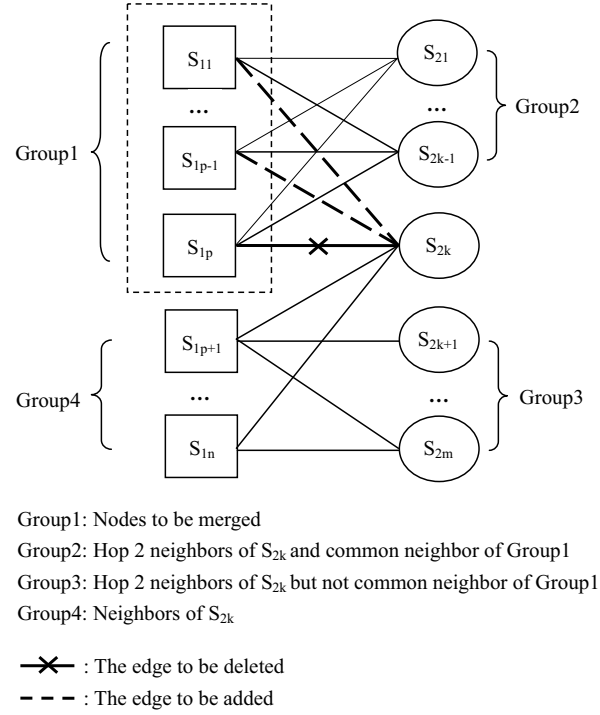 S11
S21
...
...
Group2
Group1
S1p-1
S2k-1
S1p
S2k
S1p+1
S2k+1
...
...
Group4
Group3
S1n
S2m
Group1: Nodes to be merged
Group2: Hop 2 neighbors of S2k and common neighbor of Group1
Group3: Hop 2 neighbors of S2k but not common neighbor of Group1
Group4: Neighbors of S2k
: The edge to be deleted
: The edge to be added